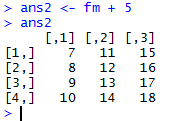 > ans2 <- fm + 5
> ans2
     [,1] [,2] [,3]
[1,]    7   11   15
[2,]    8   12   16
[3,]    9   13   17
[4,]   10   14   18
>